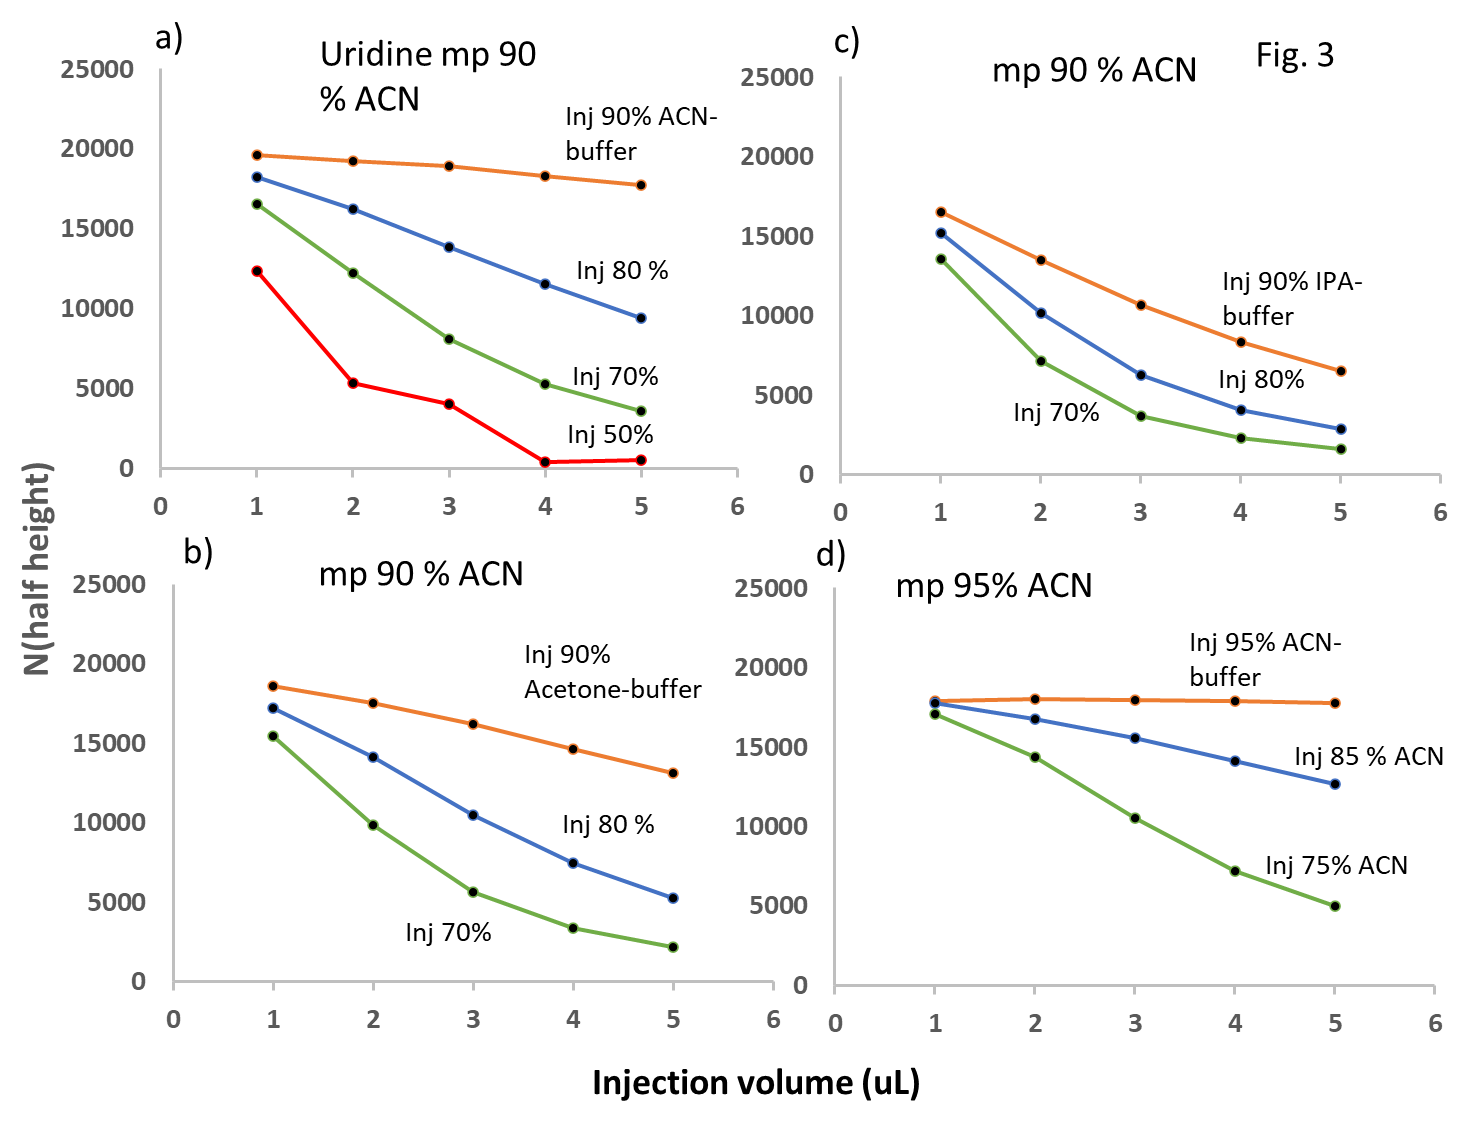 a)
Uridine mp 90
% ACN
25000
20000
15000
10000
5000
0
Inj 90% ACN-
buffer
Inj 80 %
Inj 70%
Inj 50%
0 1 2 3 4 5 6
c)
mp 90 % ACN
Fig. 3
25000
20000
15000
10000
5000
0
Inj 90% IPA-
buffer
Inj 80%
Inj 70%
0 1 2 3 4 5 6
N(half height)
b)
mp 90 % ACN
25000
20000
15000
10000
5000
0
Inj 90%
Acetone-buffer
Inj 80 %
Inj 70%
0 1 2 3 4 5 6
d)
mp 95% ACN
25000
20000
15000
10000
5000
0
Inj 95% ACN-
buffer
Inj 85 % ACN
Inj 75% ACN
0 1 2 3 4 5 6
Injection volume (uL)